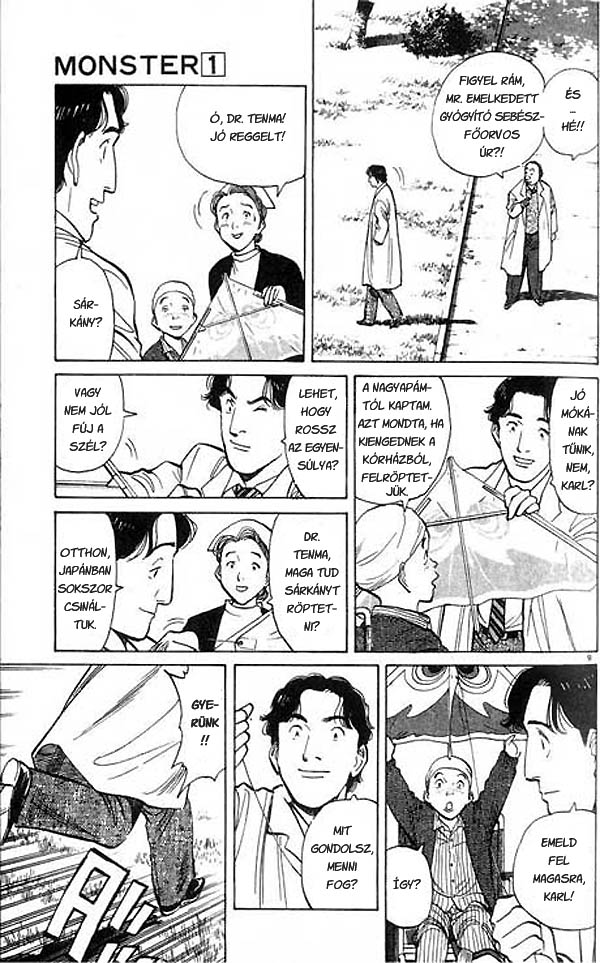 MONSTER 1
ÉS
...
HÉ!!
FIGYEL RÁM,
MR. EMELKEDETT
GYÓGYÍTÓ SEBÉSZ-
FŐORVOS
ÚR?!
Ó, DR. TENMA!
JÓ REGGELT!
SÁR-
KÁNY?
JÓ
MÓKÁ-
NAK
TŰNIK,
NEM,
KARL?
A NAGYAPÁM-
TÓL KAPTAM.
AZT MONDTA, HA
KIENGEDNEK A
KÓRHÁZBÓL,
FELRÖPTET-
JÜK.
LEHET,
HOGY
ROSSZ
AZ EGYEN-
SÚLYA?
VAGY
NEM JÓL
FÚJ A
SZÉL?
DR.
TENMA,
MAGA TUD
SÁRKÁNYT
RÖPTET-
NI?
OTTHON,
JAPÁNBAN
SOKSZOR
CSINÁL-
TUK.
9
EMELD
FEL
MAGASRA,
KARL!
ÍGY?
MIT
GONDOLSZ,
MENNI
FOG?
GYE-
RÜNK
!!